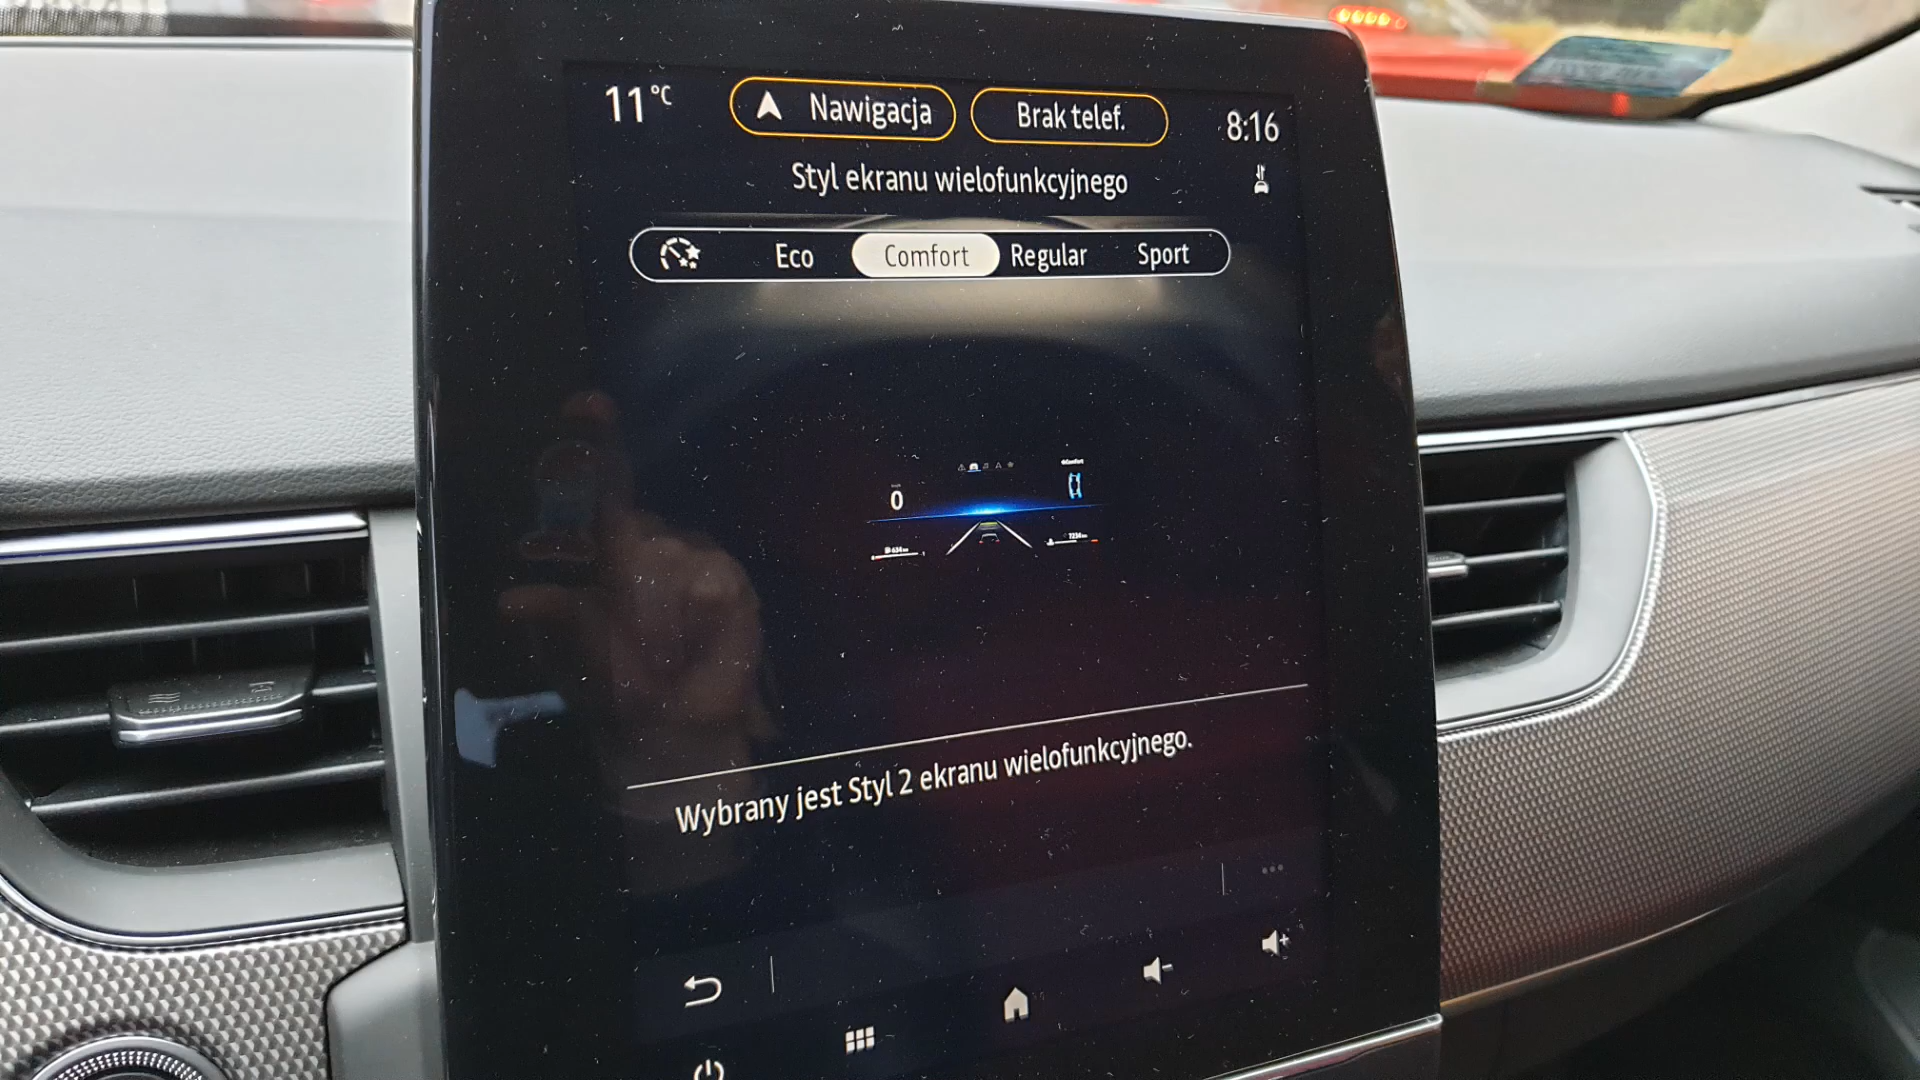 11°C
Nawigacja
Brak telef.
8:16
Styl ekranu wielofunkcyjnego
Eco
Comfort
Regular
Sport
Comfort
0
Wybrany jest Styl 2 ekranu wielofunkcyjnego.